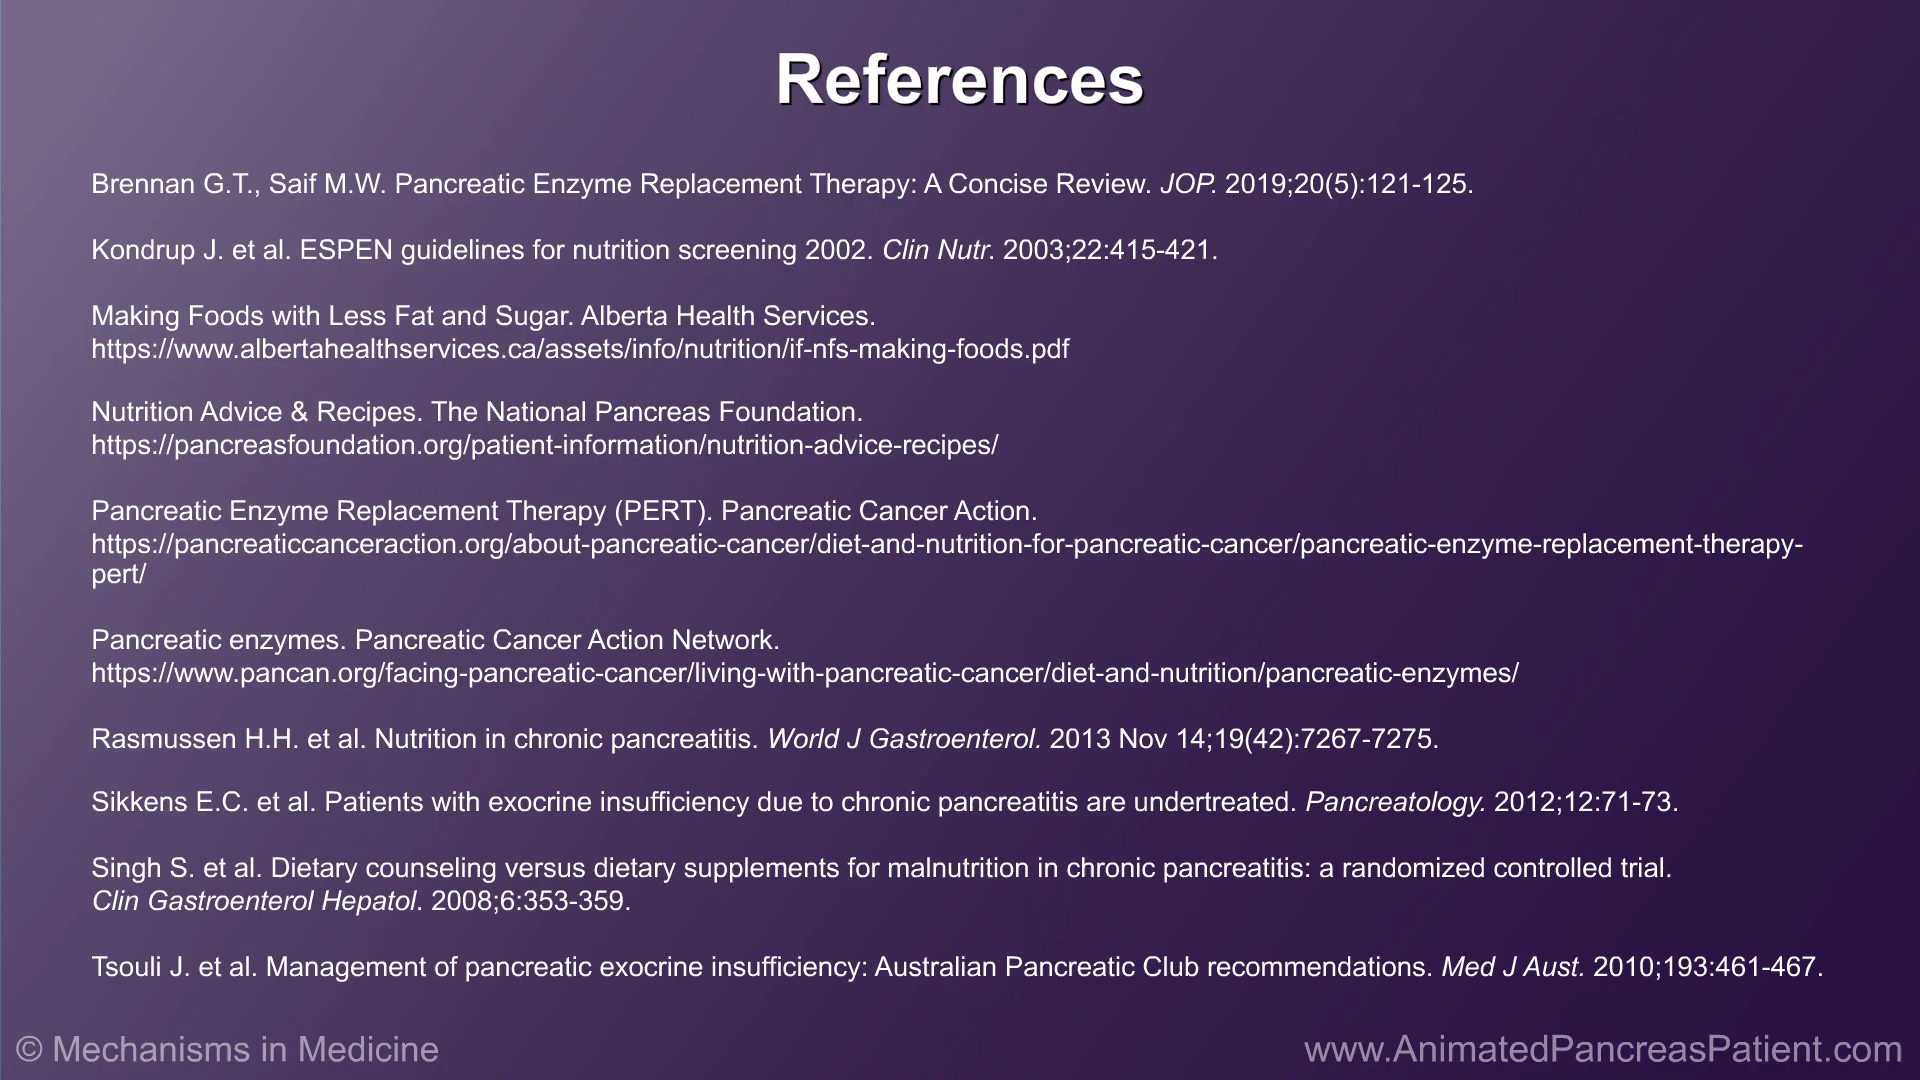 References
Brennan G.T., Saif M.W. Pancreatic Enzyme Replacement Therapy: A Concise Review. JOP. 2019;20(5):121-125.
Kondrup J. et al. ESPEN guidelines for nutrition screening 2002. Clin Nutr. 2003;22:415-421.
Making Foods with Less Fat and Sugar. Alberta Health Services.
https://www.albertahealthservices.ca/assets/info/nutrition/if-nfs-making-foods.pdf
Nutrition Advice & Recipes. The National Pancreas Foundation.
https://pancreasfoundation.org/patient-information/nutrition-advice-recipes/
Pancreatic Enzyme Replacement Therapy (PERT). Pancreatic Cancer Action.
https://pancreaticcanceraction.org/about-pancreatic-cancer/diet-and-nutrition-for-pancreatic-cancer/pancreatic-enzyme-replacement-therapy-
pert/
Pancreatic enzymes. Pancreatic Cancer Action Network.
https://www.pancan.org/facing-pancreatic-cancer/living-with-pancreatic-cancer/diet-and-nutrition/pancreatic-enzymes/
Rasmussen H.H. et al. Nutrition in chronic pancreatitis. World J Gastroenterol. 2013 Nov 14;19(42):7267-7275.
Sikkens E.C. et al. Patients with exocrine insufficiency due to chronic pancreatitis are undertreated. Pancreatology. 2012;12:71-73.
Singh S. et al. Dietary counseling versus dietary supplements for malnutrition in chronic pancreatitis: a randomized controlled trial.
Clin Gastroenterol Hepatol. 2008;6:353-359.
Tsouli J. et al. Management of pancreatic exocrine insufficiency: Australian Pancreatic Club recommendations. Med J Aust. 2010;193:461-467.
© Mechanisms in Medicine
www.AnimatedPancreasPatient.com